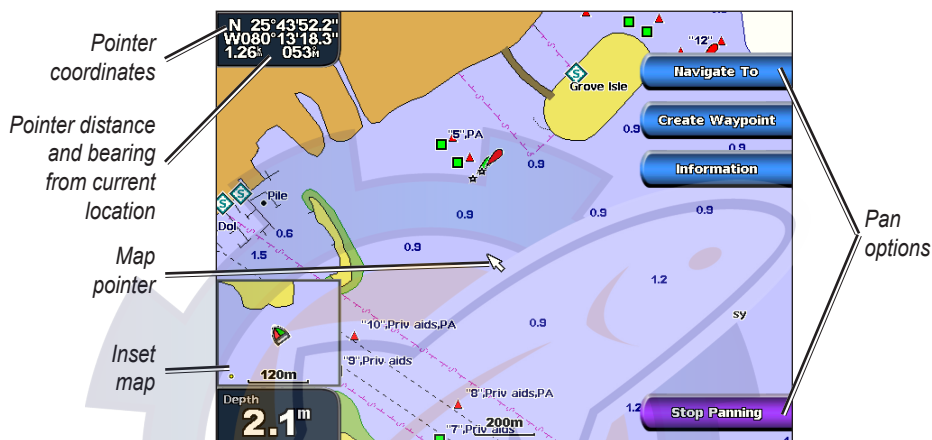 Pointer
coordinates
Pointer distance
and bearing
from current
location
Map
pointer
Inset
map
N 25°43'52.2"
W080°13'18.3"
1.26 053°
"12"
S
Grove Isle
Navigate To
Create Waypoint
Information
0.9
0.9
"5",PA
0.9
S
S
Pile
Dol
0.6
1.5
0.9
0.9
0.9
0.9
1.2
sy
0.9
"10",Priv aids,PA
"9",Priv aids
"8",Priv aids,PA
"7",Priv aids
200m
1.2
120m
Depth
2.1m
Stop Panning
Pan
options